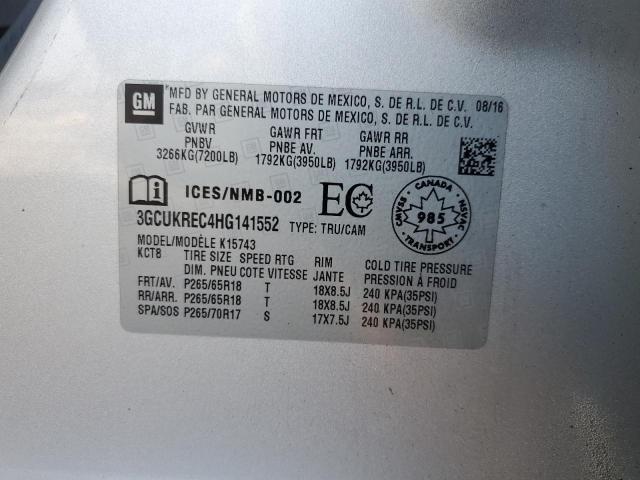 GM
MFD BY GENERAL MOTORS DE MEXICO, S. DE R.L. DE C.V. 08/16
FAB. PAR GENERAL MOTORS DE MEXICO, S. DE R.L. DE C.V.
GVWR GAWR FRT GAWR RR
PNBV PNBE AV. PNBE ARR.
3266KG(7200LB) 1792KG(3950LB) 1792KG(3950LB)
ICES/NMB-002 EC
CANADA
CMVSS 985 NSVAC
TRANSPORT
3GCUKREC4HG141552 TYPE: TRU/CAM
MODEL/MODÈLE K15743
KCT8 TIRE SIZE SPEED RTG RIM COLD TIRE PRESSURE
DIM. PNEU COTE VITESSE JANTE PRESSION À FROID
FRT/AV. P265/65R18 T 18X8.5J 240 KPA(35PSI)
RR/ARR. P265/65R18 T 18X8.5J 240 KPA(35PSI)
SPA/SOS P265/70R17 S 17X7.5J 240 KPA(35PSI)